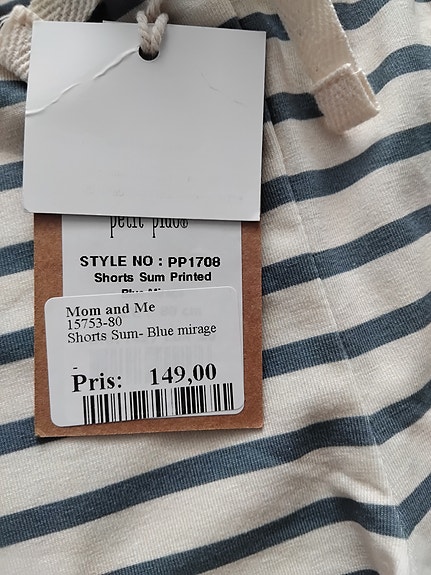 petit piao®
STYLE NO : PP1708
Shorts Sum Printed
Mom and Me
15753-80
Shorts Sum- Blue mirage
-
Pris: 149,00